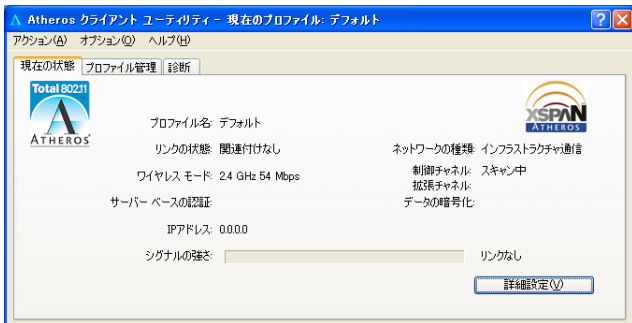 Atheros クライアント ユーティリティ - 現在のプロファイル: デフォルト
アクション(A) オプション(O) ヘルプ(H)
現在の状態 プロファイル管理 診断
Total 802.11
ATHEROS
XSPAN
ATHEROS
プロファイル名: デフォルト
リンクの状態: 関連付けなし
ネットワークの種類: インフラストラクチャ通信
ワイヤレス モード: 2.4 GHz 54 Mbps
制御チャネル: スキャン中
拡張チャネル:
サーバー ベースの認証:
データの暗号化:
IPアドレス: 0.0.0.0
シグナルの強さ:
リンクなし
詳細設定(V)